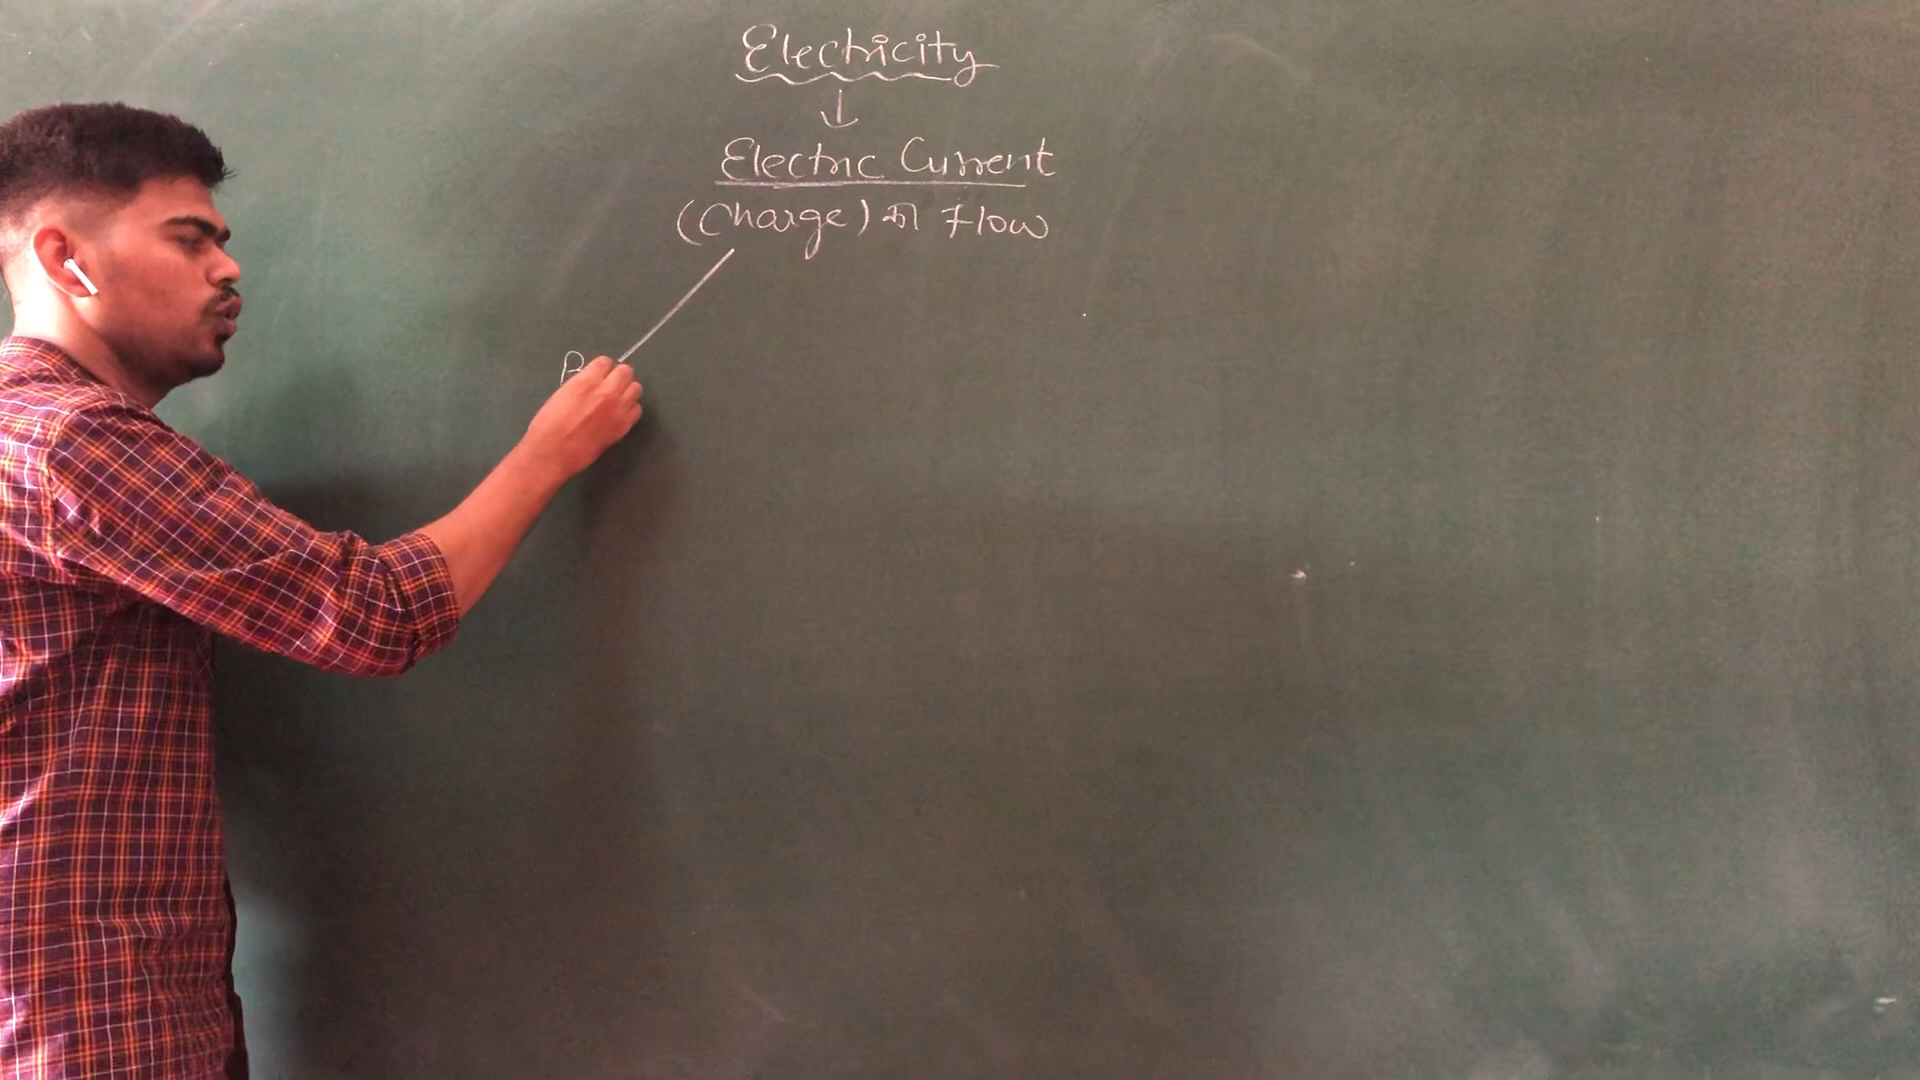 Electricity
↓
Electric Current
(Charge) का Flow